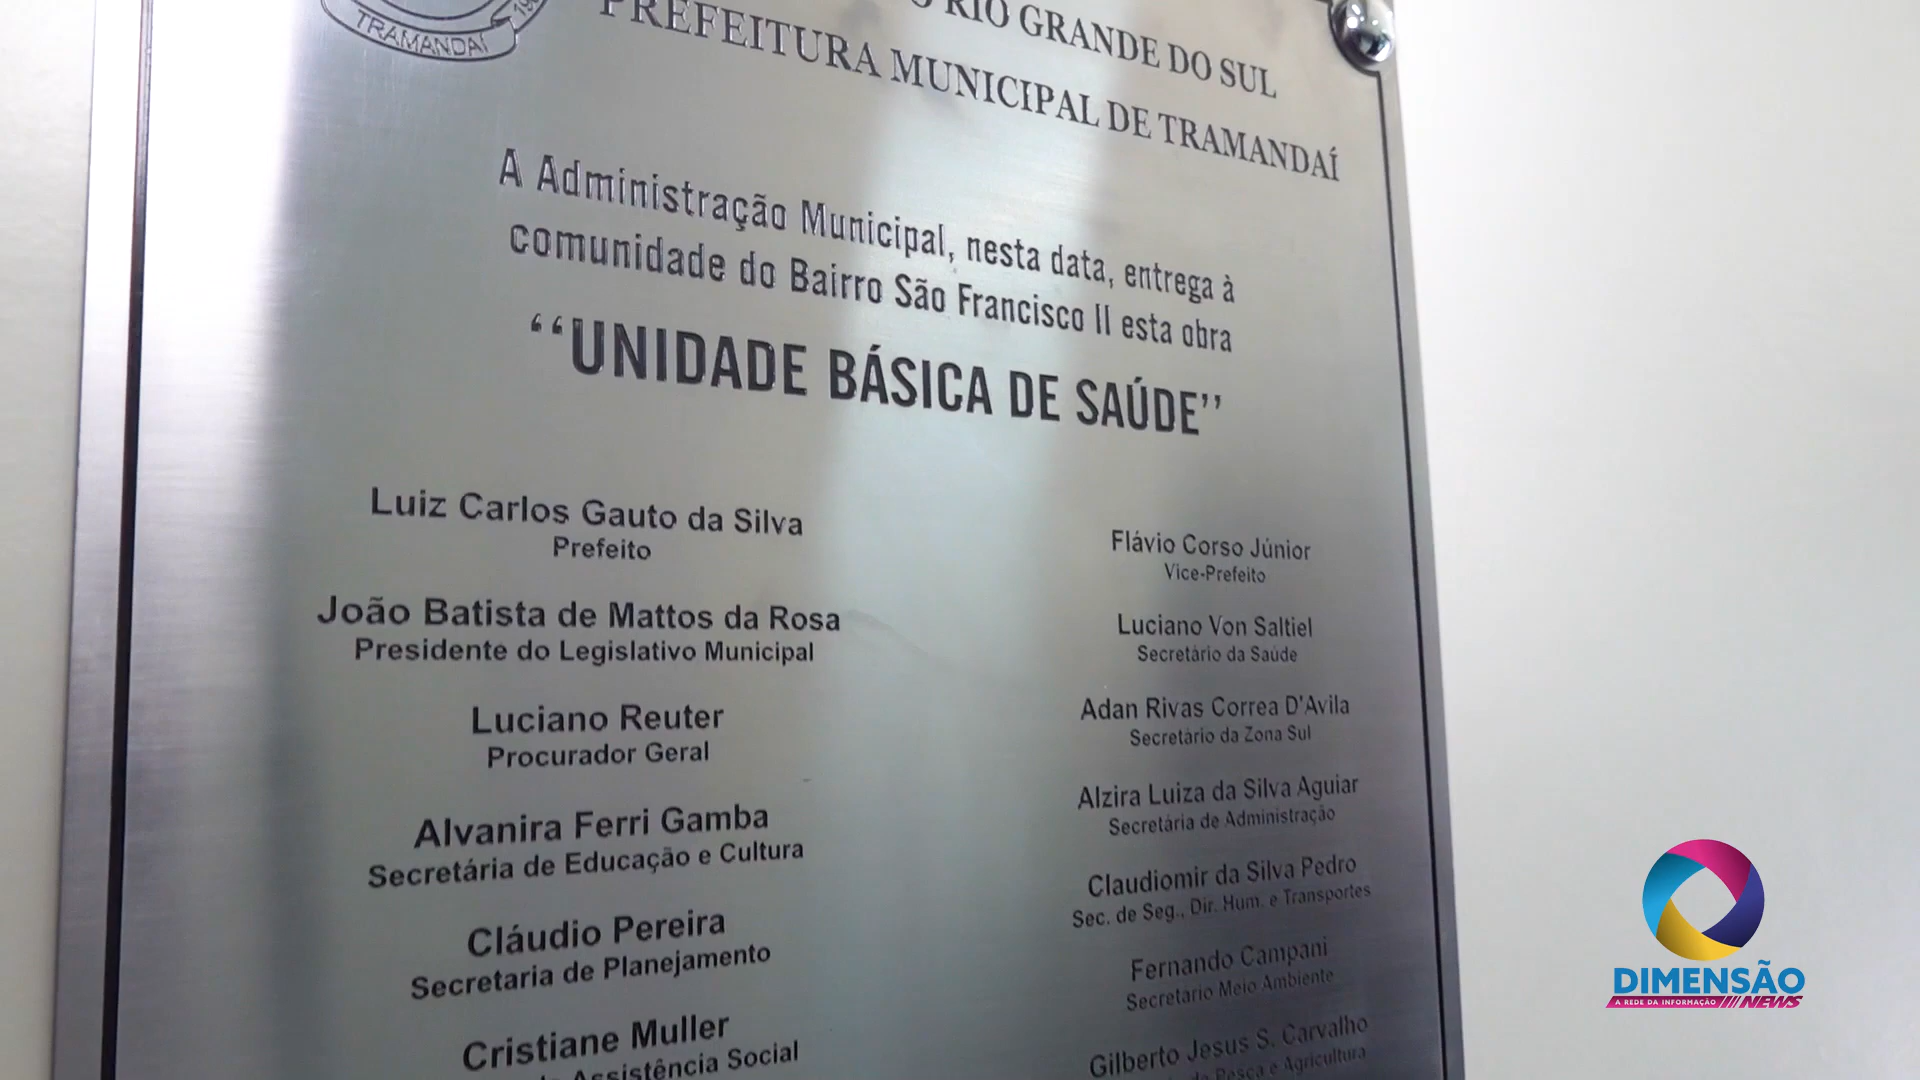 TRAMANDAÍ
RIO GRANDE DO SUL
PREFEITURA MUNICIPAL DE TRAMANDAÍ
A Administração Municipal, nesta data, entrega à
comunidade do Bairro São Francisco II esta obra
‘‘UNIDADE BÁSICA DE SAÚDE’’
Luiz Carlos Gauto da Silva
Prefeito
João Batista de Mattos da Rosa
Presidente do Legislativo Municipal
Luciano Reuter
Procurador Geral
Alvanira Ferri Gamba
Secretária de Educação e Cultura
Cláudio Pereira
Secretaria de Planejamento
Cristiane Muller
Assistência Social
Flávio Corso Júnior
Vice-Prefeito
Luciano Von Saltiel
Secretário da Saúde
Adan Rivas Correa D'Avila
Secretário da Zona Sul
Alzira Luiza da Silva Aguiar
Secretária de Administração
Claudiomir da Silva Pedro
Sec. de Seg., Dir. Hum. e Transportes
Fernando Campani
Secretario Meio Ambiente
Gilberto Jesus S. Carvalho
de Pesca e Agricultura
DIMENSÃO
A REDE DA INFORMAÇÃO NEWS